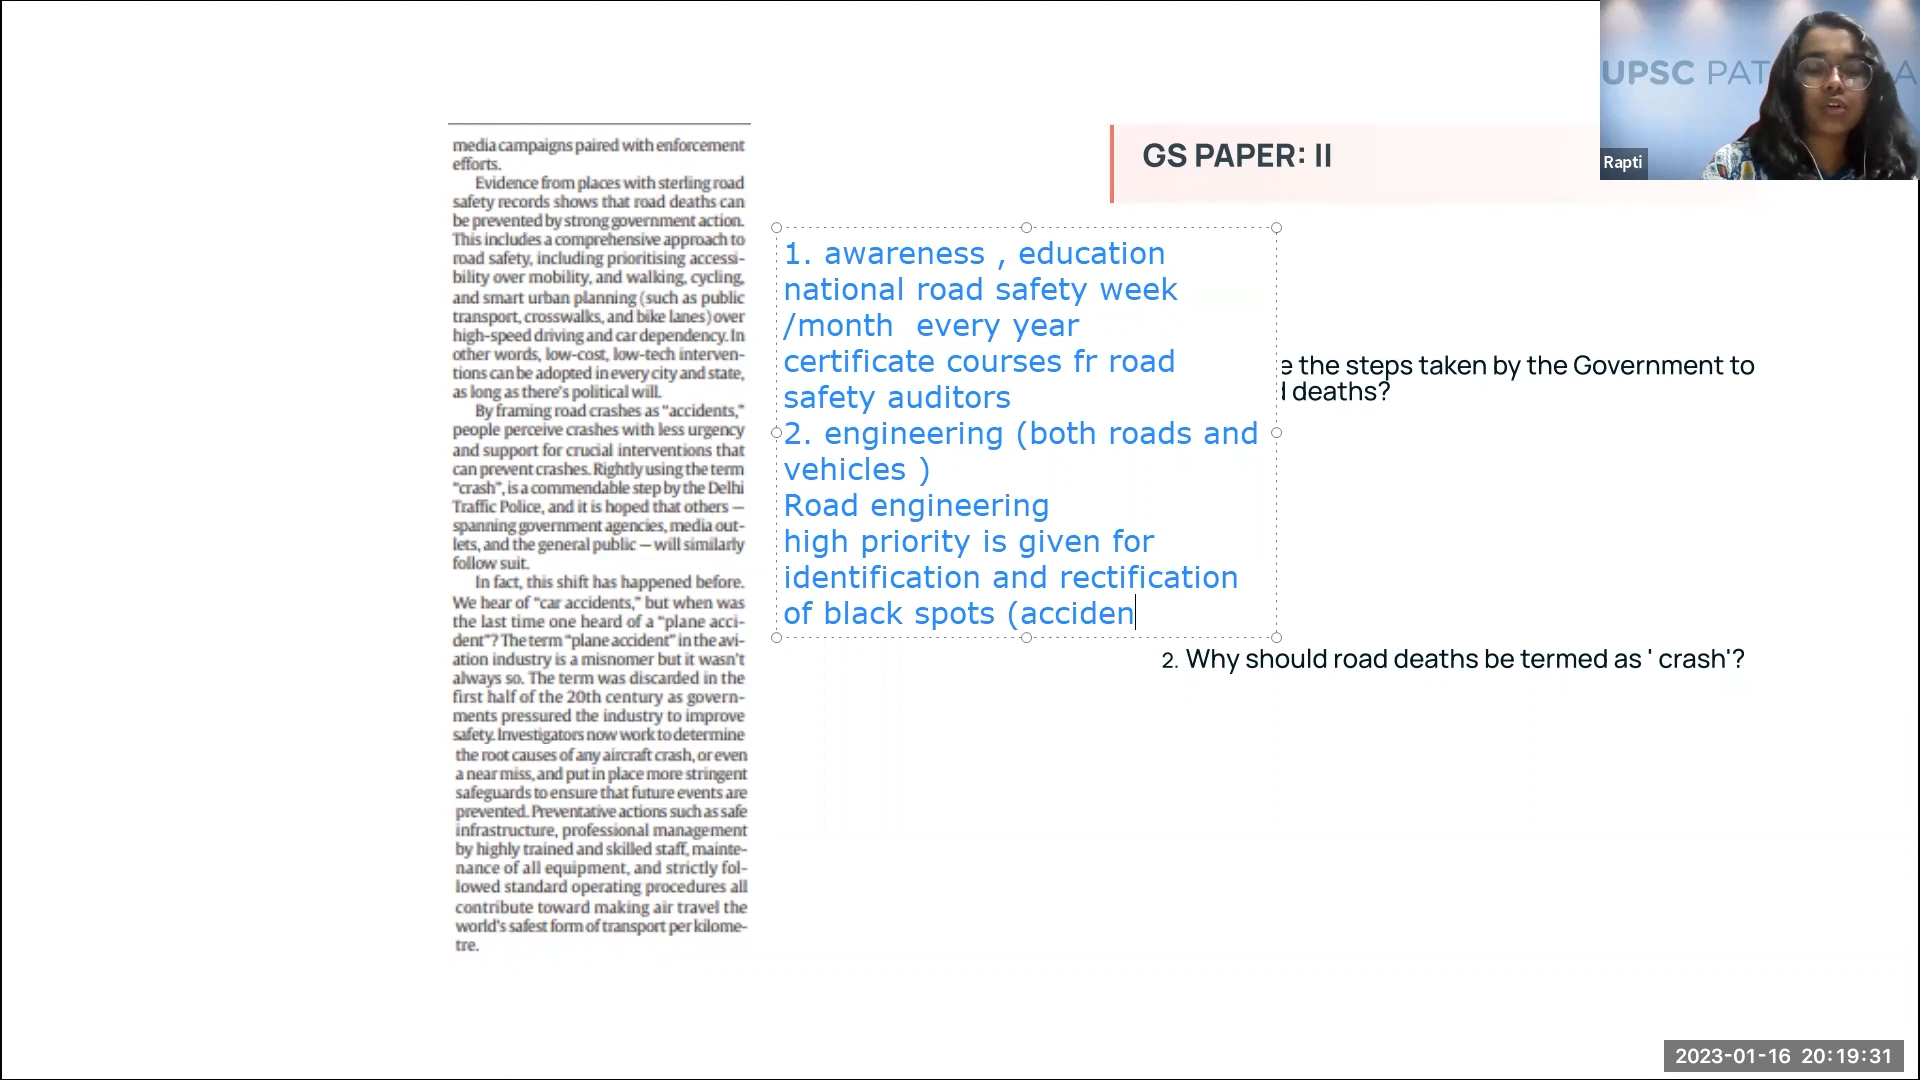 media campaigns paired with enforcement
efforts.
Evidence from places with sterling road
safety records shows that road deaths can
be prevented by strong government action.
This includes a comprehensive approach to
road safety, including prioritising accessi-
bility over mobility, and walking, cycling,
and smart urban planning (such as public
transport, crosswalks, and bike lanes) over
high-speed driving and car dependency. In
other words, low-cost, low-tech interven-
tions can be adopted in every city and state,
as long as there's political will.
By framing road crashes as "accidents,"
people perceive crashes with less urgency
and support for crucial interventions that
can prevent crashes. Rightly using the term
"crash", is a commendable step by the Delhi
Traffic Police, and it is hoped that others —
spanning government agencies, media out-
lets, and the general public — will similarly
follow suit.
In fact, this shift has happened before.
We hear of "car accidents," but when was
the last time one heard of a "plane acci-
dent"? The term "plane accident" in the avi-
ation industry is a misnomer but it wasn't
always so. The term was discarded in the
first half of the 20th century as govern-
ments pressured the industry to improve
safety. Investigators now work to determine
the root causes of any aircraft crash, or even
a near miss, and put in place more stringent
safeguards to ensure that future events are
prevented. Preventative actions such as safe
infrastructure, professional management
by highly trained and skilled staff, mainte-
nance of all equipment, and strictly fol-
lowed standard operating procedures all
contribute toward making air travel the
world's safest form of transport per kilome-
tre.
1. awareness , education
national road safety week
/month  every year
certificate courses fr road
safety auditors
2. engineering (both roads and
vehicles )
Road engineering
high priority is given for
identification and rectification
of black spots (acciden
GS PAPER: II
e the steps taken by the Government to
d deaths?
2. Why should road deaths be termed as ' crash'?
UPSC PAT A
Rapti
2023-01-16 20:19:31